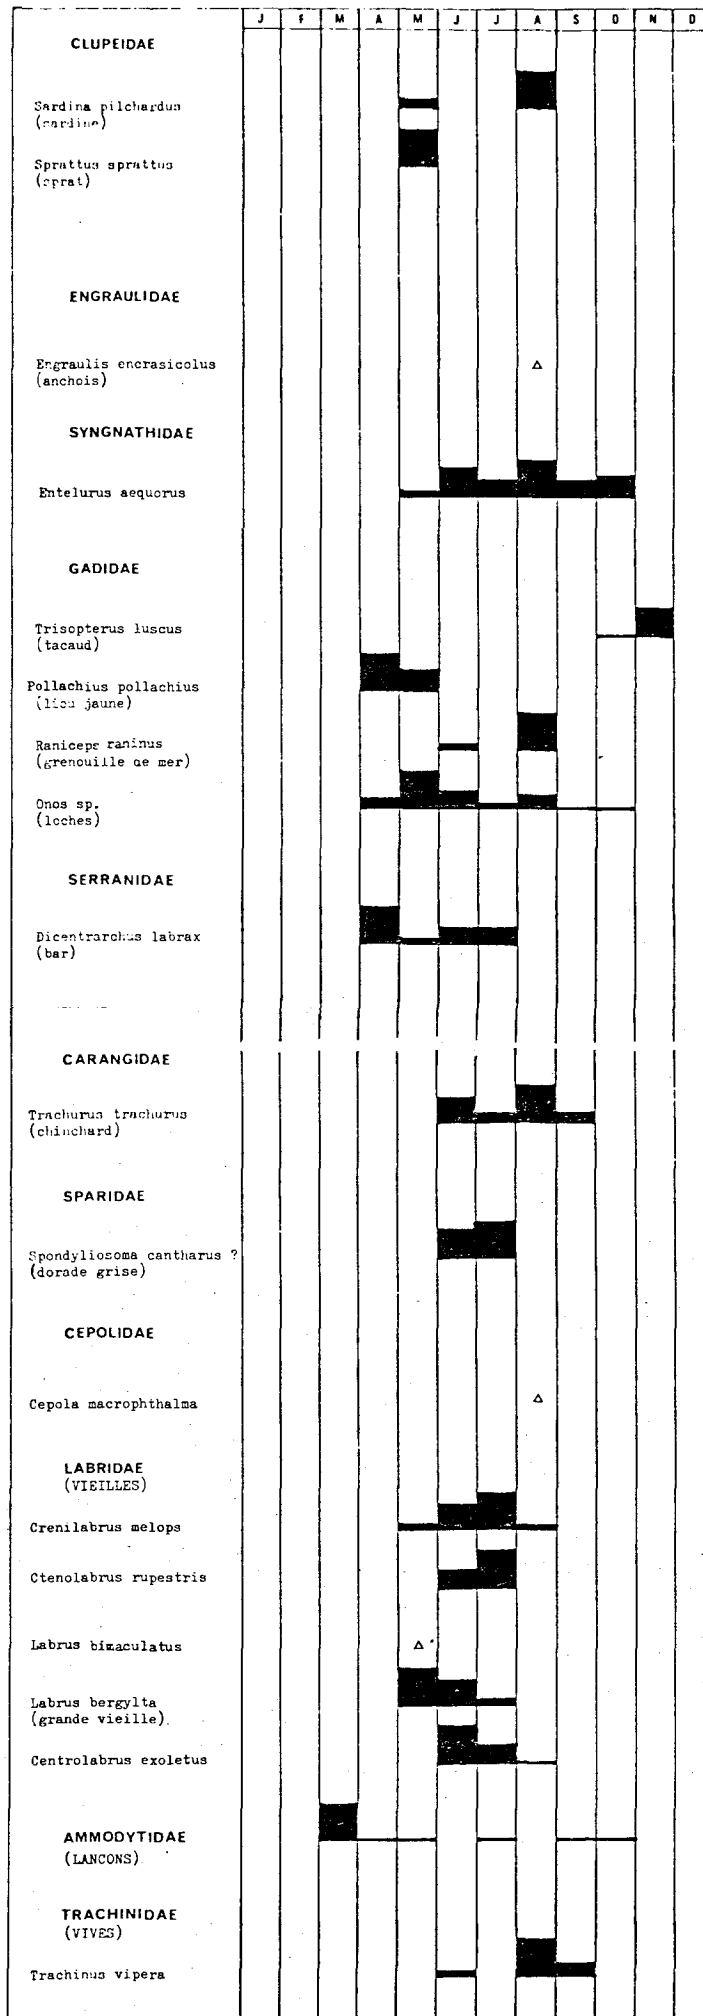 J F M A M J J A S O N D
CLUPEIDAE
Sardina pilchardus
(sardine)
Sprattus sprattus
(sprat)
ENGRAULIDAE
Engraulis encrasicolus
(anchois)
SYNGNATHIDAE
Entelurus aequorus
GADIDAE
Trisopterus luscus
(tacaud)
Pollachius pollachius
(lieu jaune)
Raniceps raninus
(grenouille de mer)
Onos sp.
(loches)
SERRANIDAE
Dicentrarchus labrax
(bar)
CARANGIDAE
Trachurus trachurus
(chinchard)
SPARIDAE
Spondyliosoma cantharus ?
(dorade grise)
CEPOLIDAE
Cepola macrophthalma
LABRIDAE
(VIEILLES)
Crenilabrus melops
Ctenolabrus rupestris
Labrus bimaculatus
Labrus bergylta
(grande vieille)
Centrolabrus exoletus
AMMODYTIDAE
(LANCONS)
TRACHINIDAE
(VIVES)
Trachinus vipera